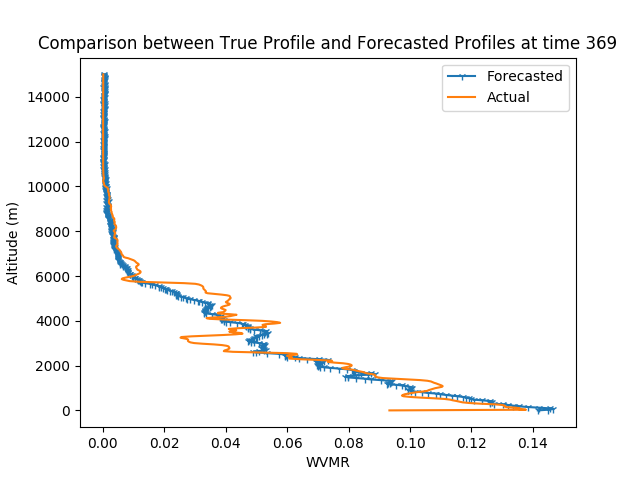 Comparison between True Profile and Forecasted Profiles at time 369
Forecasted
Actual
14000
12000
10000
8000
6000
4000
2000
0
Altitude (m)
0.00 0.02 0.04 0.06 0.08 0.10 0.12 0.14
WVMR